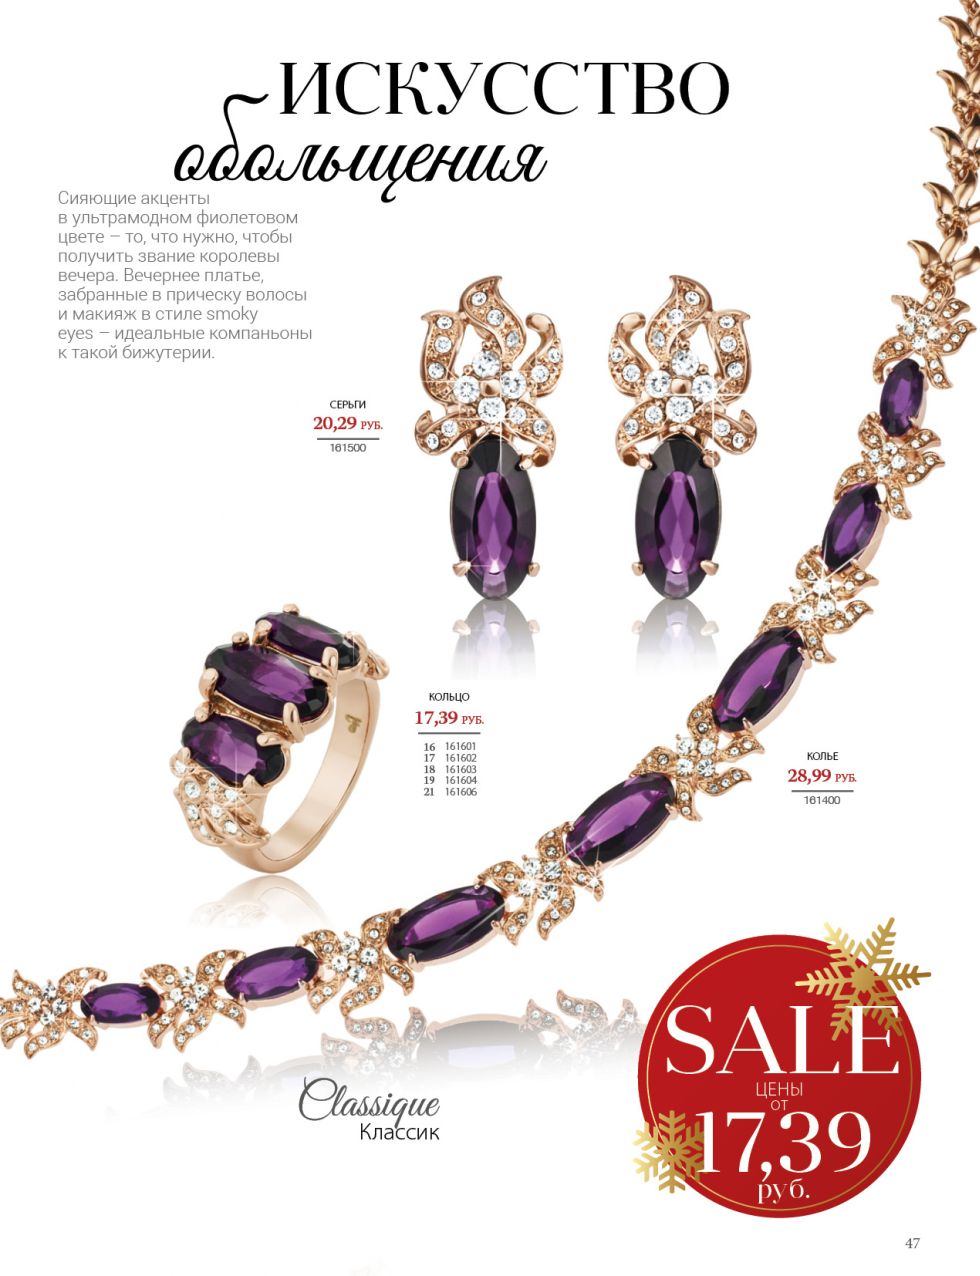 ИСКУССТВО
обольщения
Сияющие акценты
в ультрамодном фиолетовом
цвете – то, что нужно, чтобы
получить звание королевы
вечера. Вечернее платье,
забранные в прическу волосы
и макияж в стиле smoky
eyes – идеальные компаньоны
к такой бижутерии.
СЕРЬГИ
20,29 РУБ.
161500
КОЛЬЦО
17,39 РУБ.
16 161601
17 161602
18 161603
19 161604
21 161606
КОЛЬЕ
28,99 РУБ.
161400
Classique
Классик
SALE
ЦЕНЫ
ОТ
17,39
руб.
47